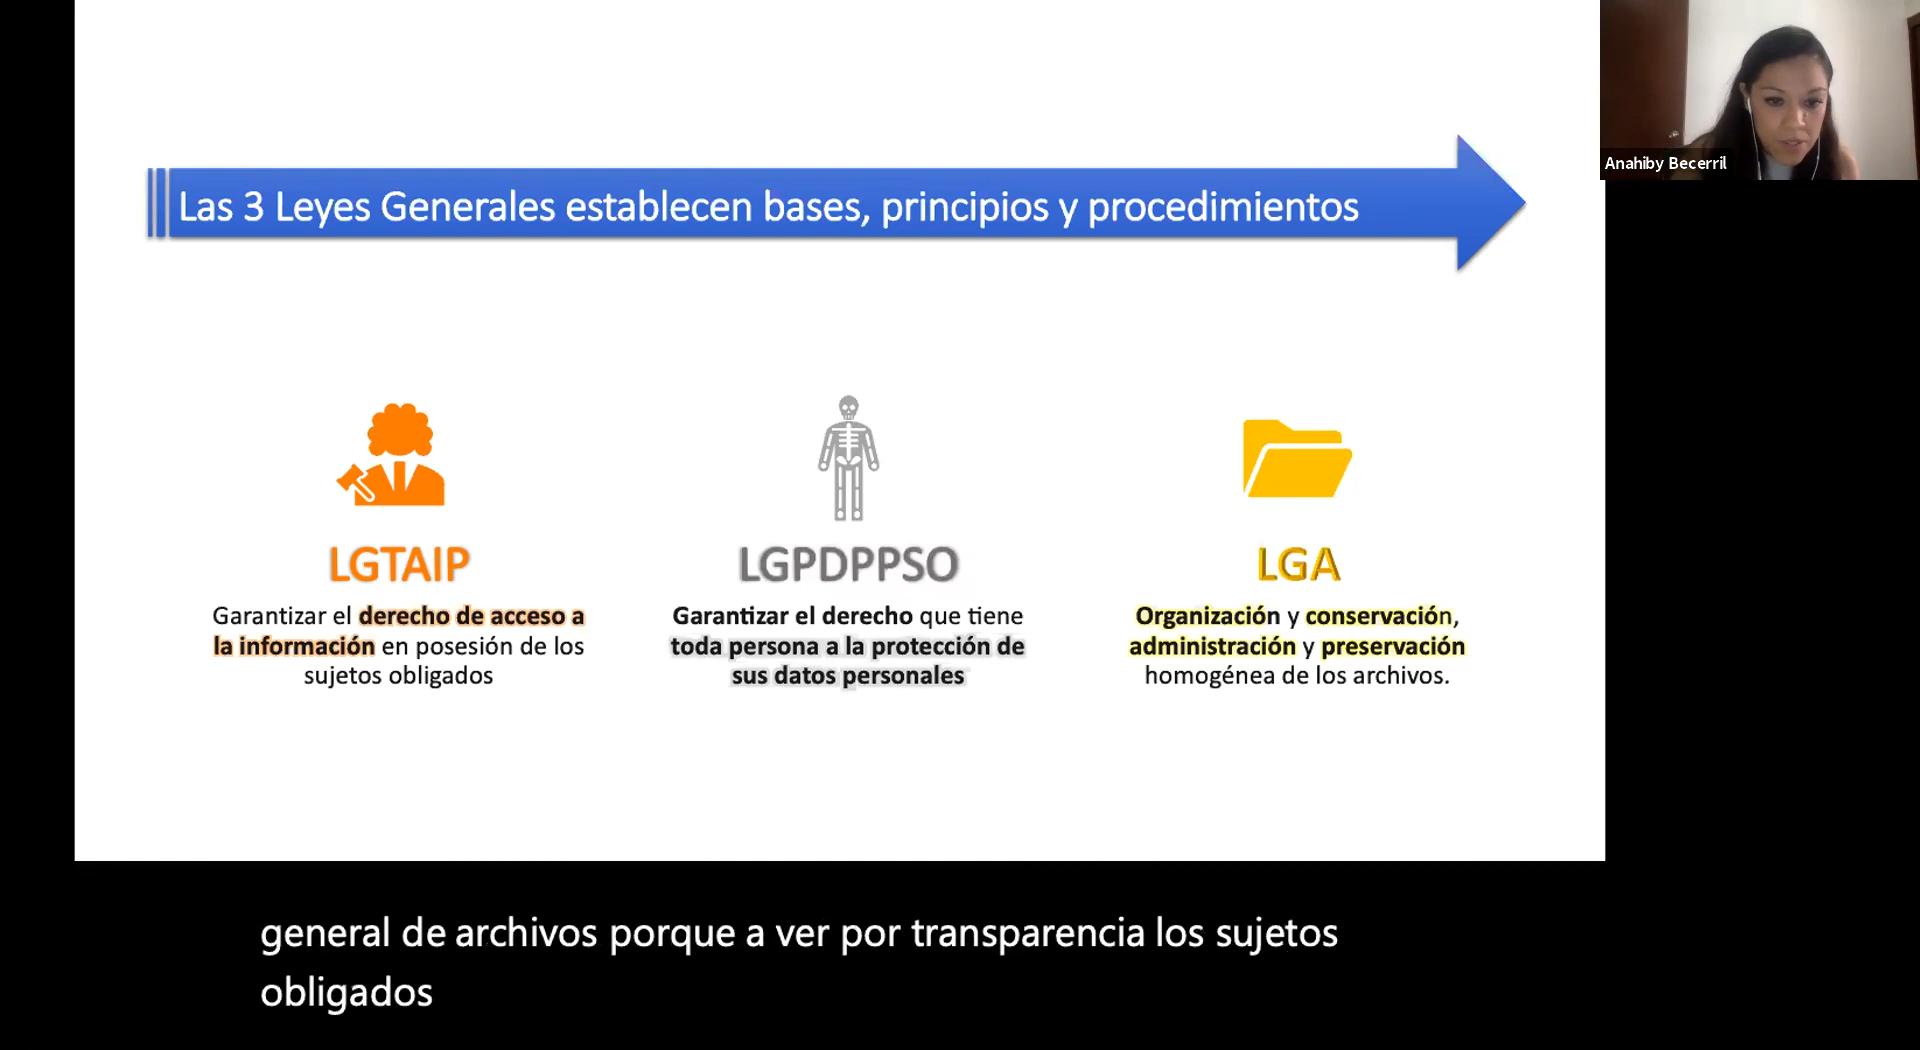 Las 3 Leyes Generales establecen bases, principios y procedimientos
Anahiby Becerril
LGTAIP
Garantizar el derecho de acceso a
la información en posesión de los
sujetos obligados
LGPDPPSO
Garantizar el derecho que tiene
toda persona a la protección de
sus datos personales
LGA
Organización y conservación,
administración y preservación
homogénea de los archivos.
general de archivos porque a ver por transparencia los sujetos
obligados